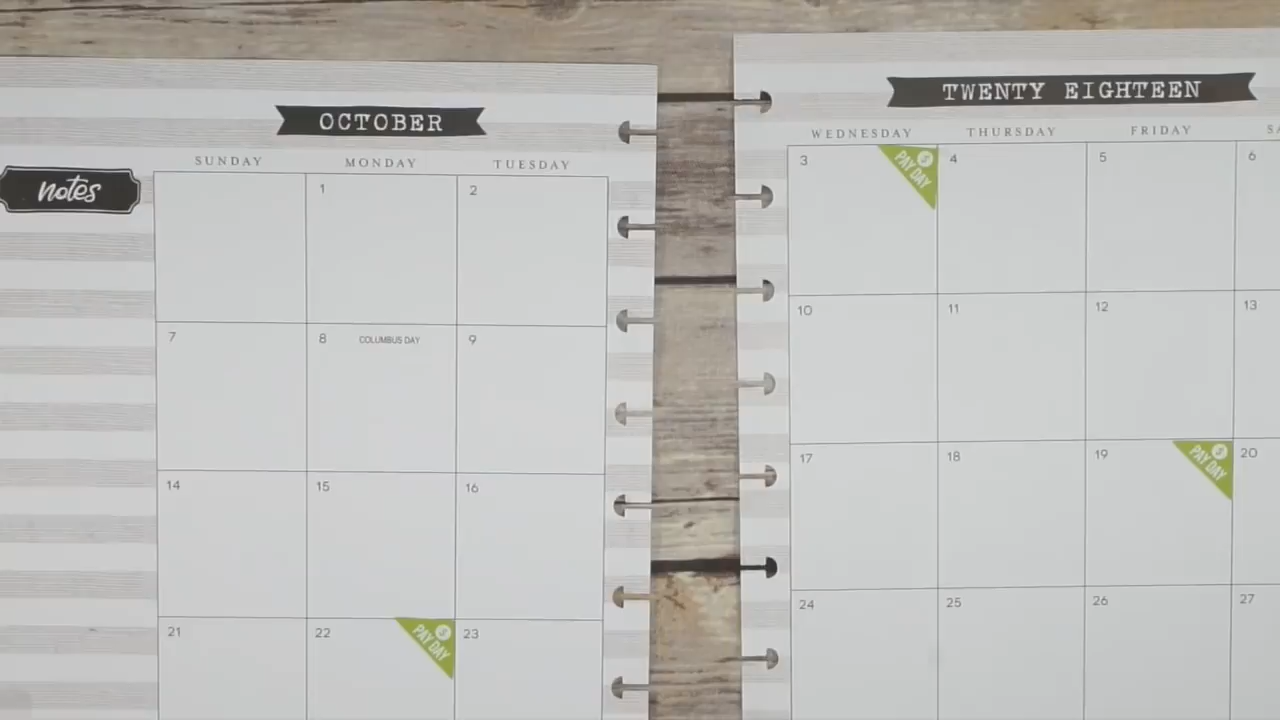 OCTOBER
TWENTY EIGHTEEN
notes
SUNDAY MONDAY TUESDAY WEDNESDAY THURSDAY FRIDAY SA
1 2 3 4 5 6
$ PAY DAY
7 8 9 10 11 12 13
COLUMBUS DAY
14 15 16 17 18 19 20
$ PAY DAY
21 22 23 24 25 26 27
$ PAY DAY